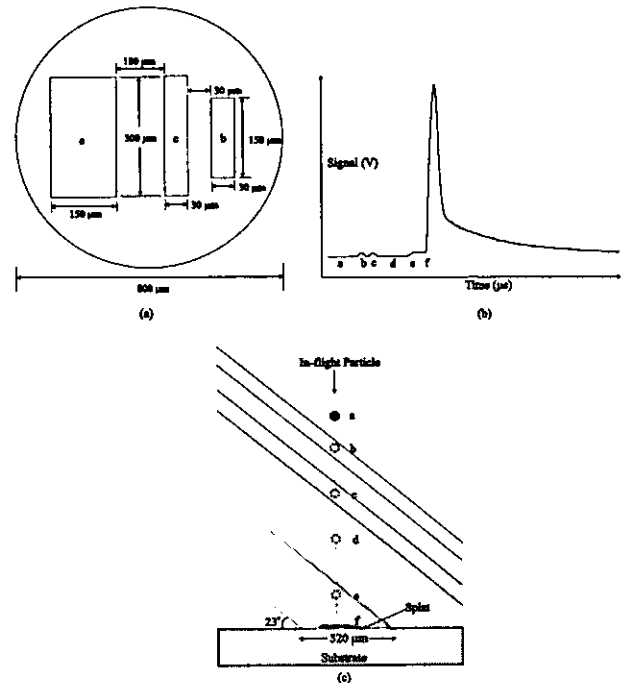 180 µm
30 µm
e
300 µm
c
b
150 µm
150 µm
30 µm
30 µm
800 µm
(a)
Signal (V)
a b c d e f
Time (µs)
(b)
In-flight Particle
a
b
c
d
e
f
Splat
23°
320 µm
Substrate
(c)